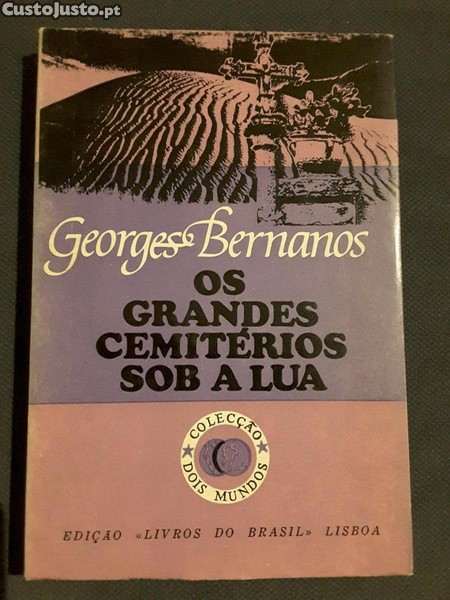 CustoJusto.pt
Georges Bernanos
OS
GRANDES
CEMITÉRIOS
SOB A LUA
COLECÇÃO
DOIS MUNDOS
EDIÇÃO «LIVROS DO BRASIL» LISBOA